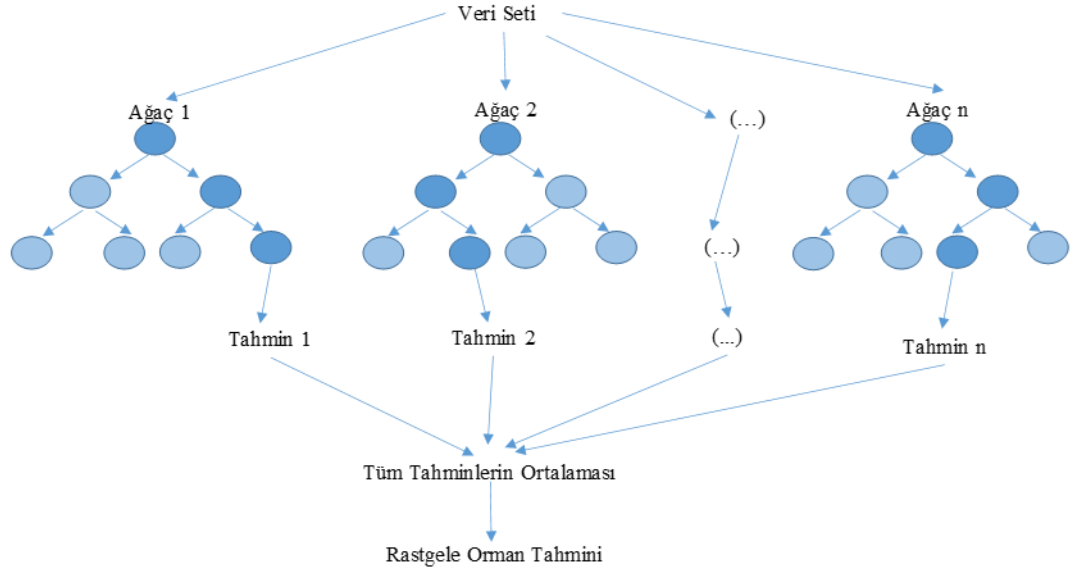 Veri Seti
Ağaç 1
Ağaç 2
(…)
Ağaç n
(…)
Tahmin 1
Tahmin 2
(...)
Tahmin n
Tüm Tahminlerin Ortalaması
Rastgele Orman Tahmini